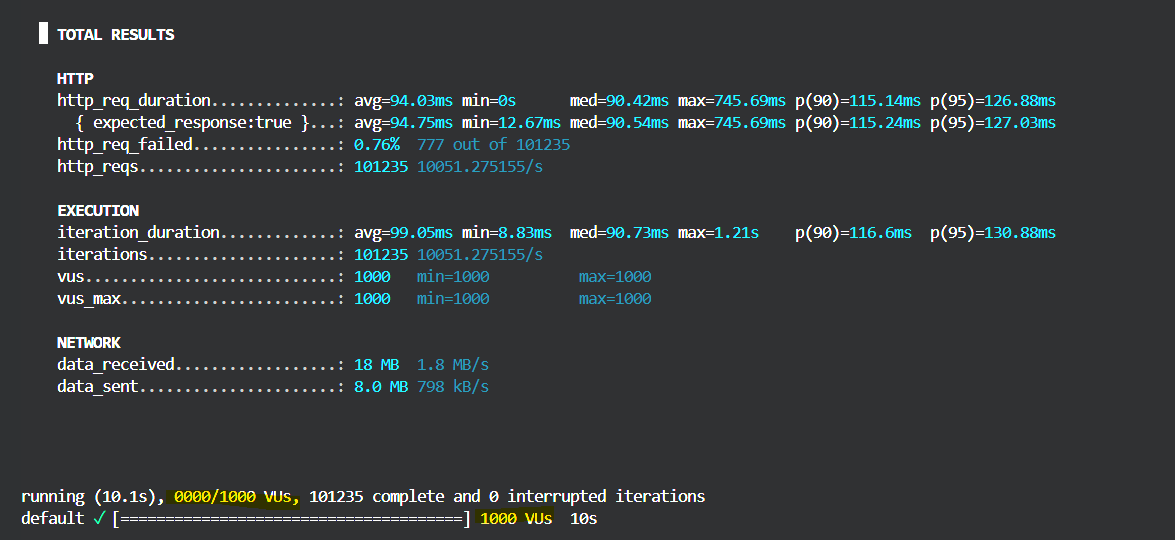 TOTAL RESULTS
HTTP
http_req_duration..............: avg=94.03ms min=0s      med=90.42ms max=745.69ms p(90)=115.14ms p(95)=126.88ms
{ expected_response:true }...: avg=94.75ms min=12.67ms med=90.54ms max=745.69ms p(90)=115.24ms p(95)=127.03ms
http_req_failed................: 0.76%  777 out of 101235
http_reqs......................: 101235 10051.275155/s
EXECUTION
iteration_duration.............: avg=99.05ms min=8.83ms  med=90.73ms max=1.21s    p(90)=116.6ms  p(95)=130.88ms
iterations.....................: 101235 10051.275155/s
vus............................: 1000   min=1000          max=1000
vus_max........................: 1000   min=1000          max=1000
NETWORK
data_received..................: 18 MB  1.8 MB/s
data_sent......................: 8.0 MB 798 kB/s
running (10.1s), 0000/1000 VUs, 101235 complete and 0 interrupted iterations
default ✓ [======================================] 1000 VUs  10s